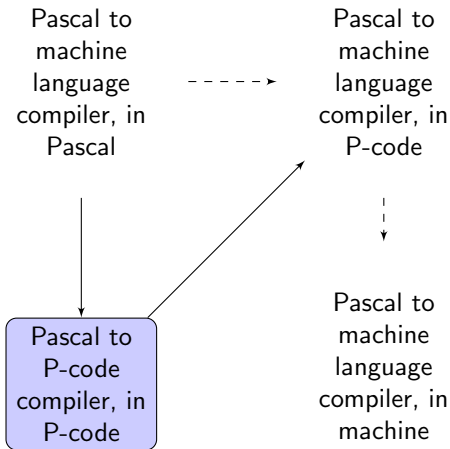 Pascal to
machine
language
compiler, in
Pascal
Pascal to
machine
language
compiler, in
P-code
Pascal to
P-code
compiler, in
P-code
Pascal to
machine
language
compiler, in
machine